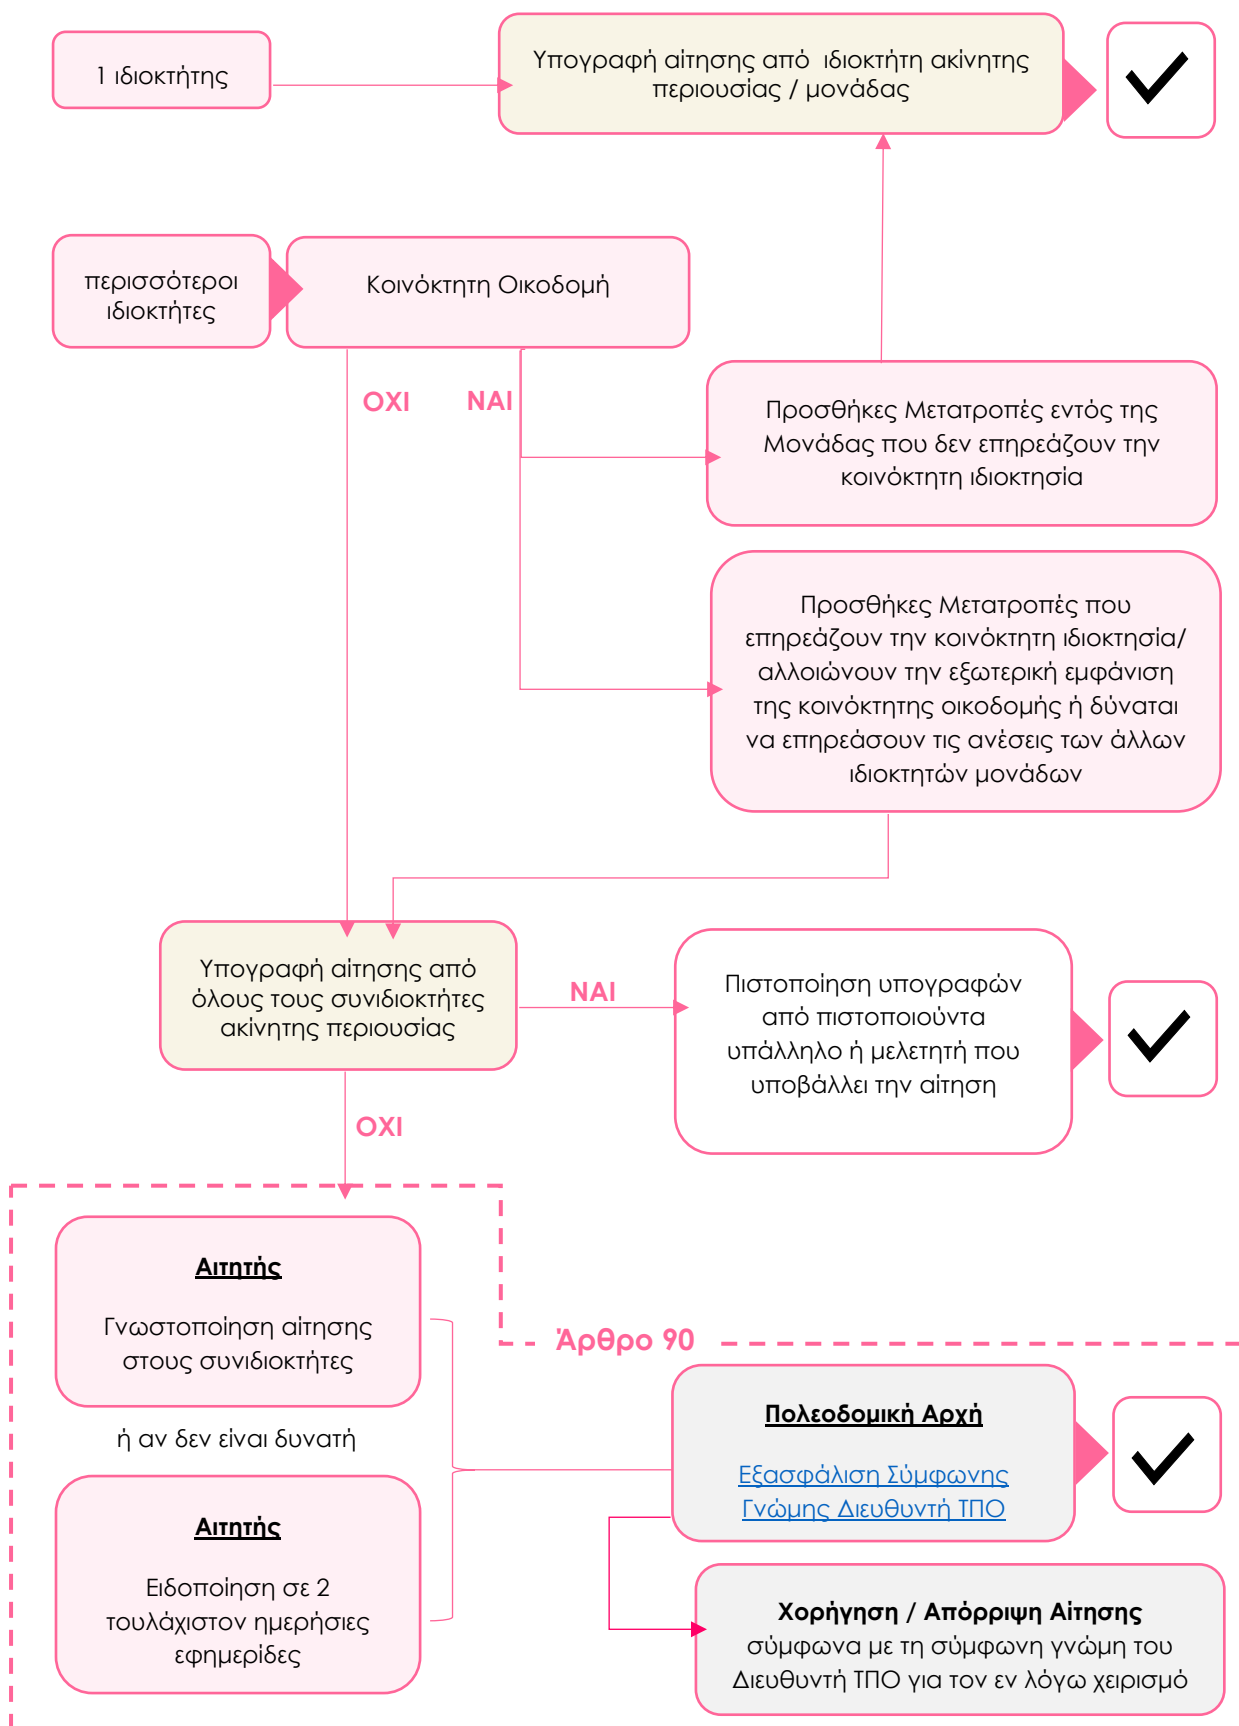 1 ιδιοκτήτης
Υπογραφή αίτησης από ιδιοκτήτη ακίνητης
περιουσίας / μονάδας
περισσότεροι
ιδιοκτήτες
Κοινόκτητη Οικοδομή
ΟΧΙ
ΝΑΙ
Προσθήκες Μετατροπές εντός της
Μονάδας που δεν επηρεάζουν την
κοινόκτητη ιδιοκτησία
Προσθήκες Μετατροπές που
επηρεάζουν την κοινόκτητη ιδιοκτησία/
αλλοιώνουν την εξωτερική εμφάνιση
της κοινόκτητης οικοδομής ή δύναται
να επηρεάσουν τις ανέσεις των άλλων
ιδιοκτητών μονάδων
Υπογραφή αίτησης από
όλους τους συνιδιοκτήτες
ακίνητης περιουσίας
ΝΑΙ
Πιστοποίηση υπογραφών
από πιστοποιούντα
υπάλληλο ή μελετητή που
υποβάλλει την αίτηση
ΟΧΙ
Αιτητής
Γνωστοποίηση αίτησης
στους συνιδιοκτήτες
ή αν δεν είναι δυνατή
Αιτητής
Ειδοποίηση σε 2
τουλάχιστον ημερήσιες
εφημερίδες
Άρθρο 90
Πολεοδομική Αρχή
Εξασφάλιση Σύμφωνης
Γνώμης Διευθυντή ΤΠΟ
Χορήγηση / Απόρριψη Αίτησης
σύμφωνα με τη σύμφωνη γνώμη του
Διευθυντή ΤΠΟ για τον εν λόγω χειρισμό